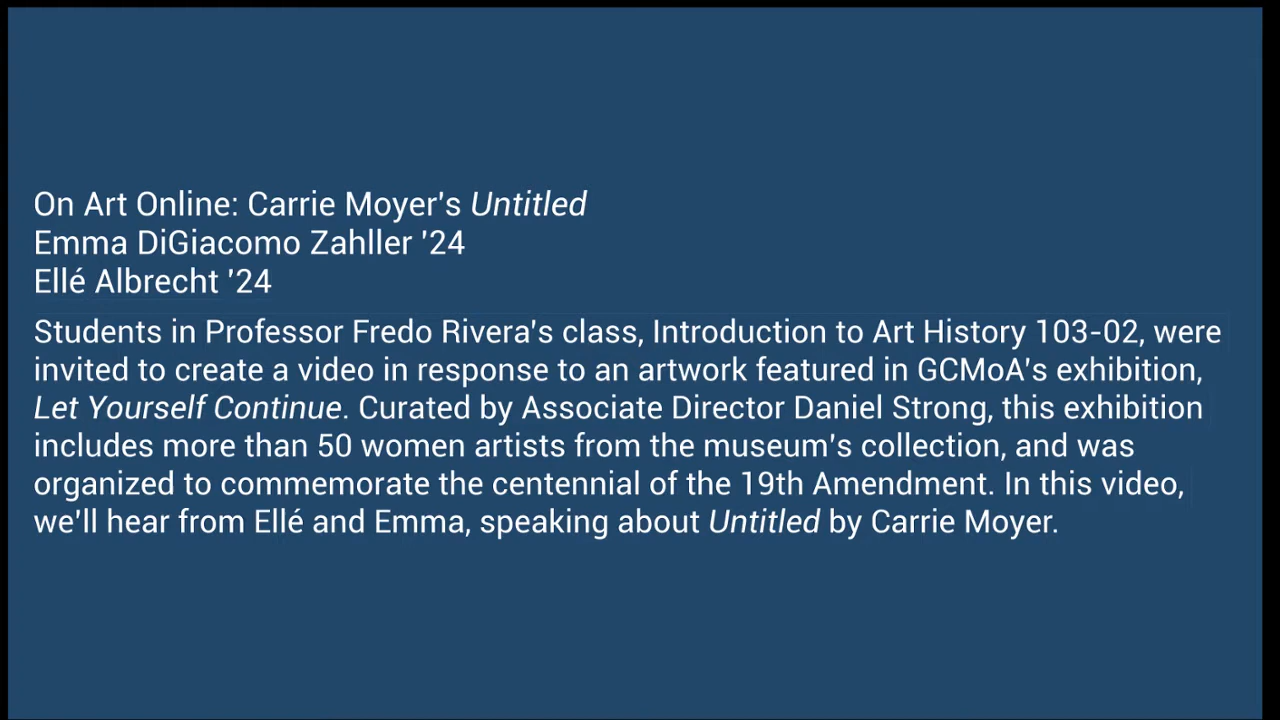 On Art Online: Carrie Moyer's Untitled
Emma DiGiacomo Zahller '24
Ellé Albrecht '24
Students in Professor Fredo Rivera's class, Introduction to Art History 103-02, were
invited to create a video in response to an artwork featured in GCMoA's exhibition,
Let Yourself Continue. Curated by Associate Director Daniel Strong, this exhibition
includes more than 50 women artists from the museum's collection, and was
organized to commemorate the centennial of the 19th Amendment. In this video,
we'll hear from Ellé and Emma, speaking about Untitled by Carrie Moyer.